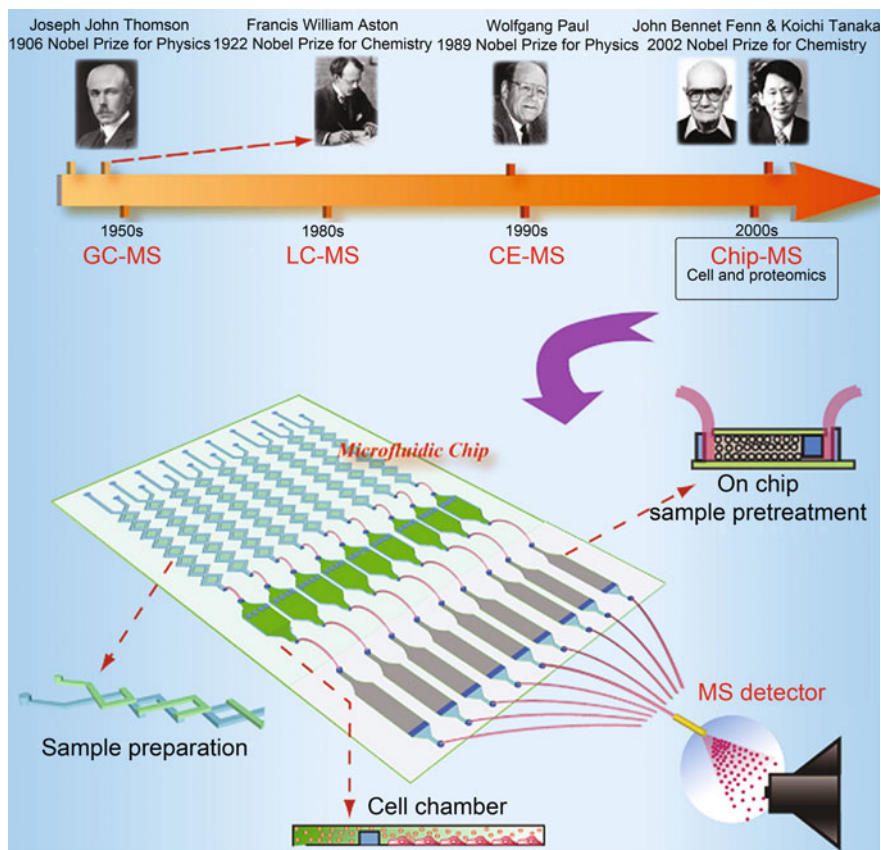 Joseph John Thomson
1906 Nobel Prize for Physics
Francis William Aston
1922 Nobel Prize for Chemistry
Wolfgang Paul
1989 Nobel Prize for Physics
John Bennet Fenn & Koichi Tanaka
2002 Nobel Prize for Chemistry
1950s
GC-MS
1980s
LC-MS
1990s
CE-MS
2000s
Chip-MS
Cell and proteomics
Microfluidic Chip
On chip
sample pretreatment
MS detector
Sample preparation
Cell chamber